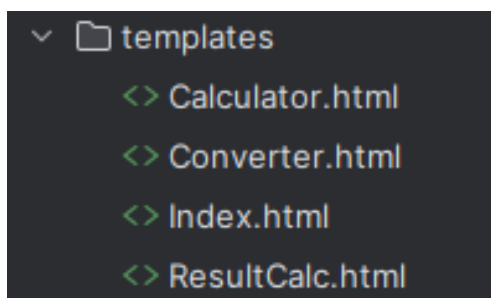 templates
<> Calculator.html
<> Converter.html
<> Index.html
<> ResultCalc.html